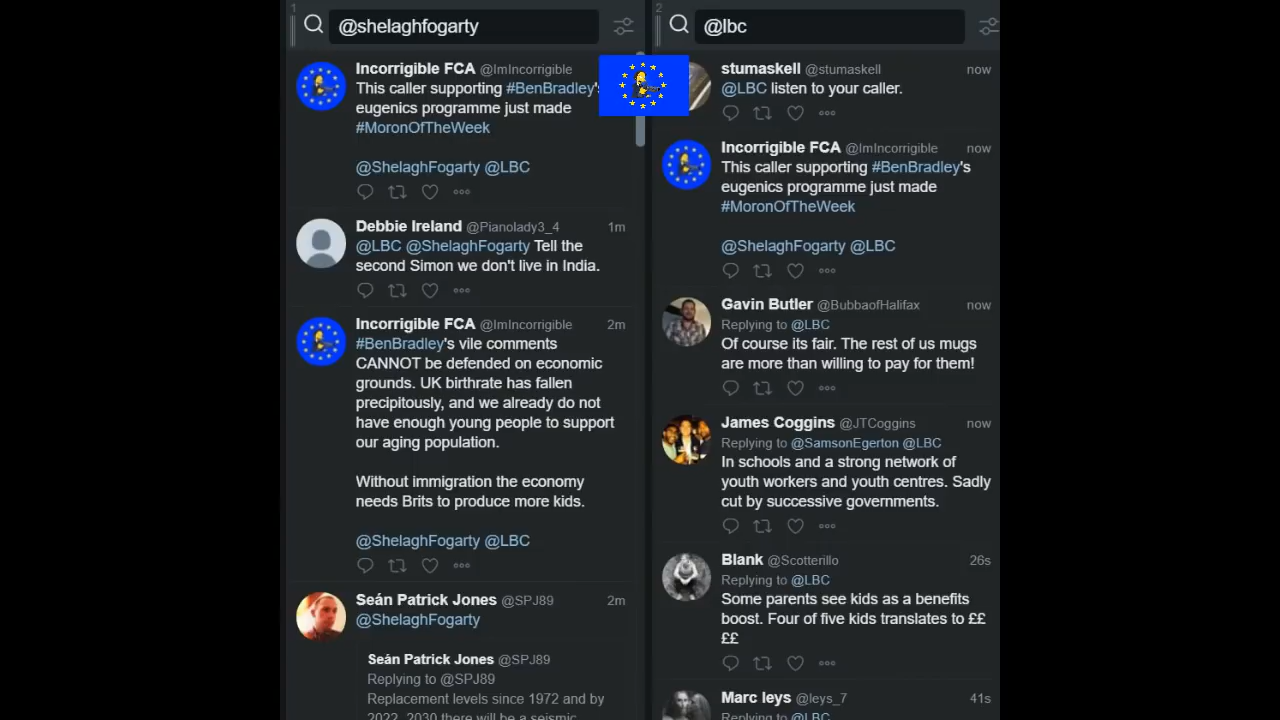 1
@shelaghfogarty
Incorrigible FCA @ImIncorrigible
This caller supporting #BenBradley's
eugenics programme just made
#MoronOfTheWeek
@ShelaghFogarty @LBC
Debbie Ireland @Pianolady3_4 1m
@LBC @ShelaghFogarty Tell the
second Simon we don't live in India.
Incorrigible FCA @ImIncorrigible 2m
#BenBradley's vile comments
CANNOT be defended on economic
grounds. UK birthrate has fallen
precipitously, and we already do not
have enough young people to support
our aging population.
Without immigration the economy
needs Brits to produce more kids.
@ShelaghFogarty @LBC
Seán Patrick Jones @SPJ89 2m
@ShelaghFogarty
Seán Patrick Jones @SPJ89
Replying to @SPJ89
Replacement levels since 1972 and by
2022, 2030 there will be a seismic
2
@lbc
stumaskell @stumaskell now
@LBC listen to your caller.
Incorrigible FCA @ImIncorrigible now
This caller supporting #BenBradley's
eugenics programme just made
#MoronOfTheWeek
@ShelaghFogarty @LBC
Gavin Butler @BubbaofHalifax now
Replying to @LBC
Of course its fair. The rest of us mugs
are more than willing to pay for them!
James Coggins @JTCoggins now
Replying to @SamsonEgerton @LBC
In schools and a strong network of
youth workers and youth centres. Sadly
cut by successive governments.
Blank @Scotterillo 26s
Replying to @LBC
Some parents see kids as a benefits
boost. Four of five kids translates to ££
££
Marc leys @leys_7 41s
Replying to @LBC